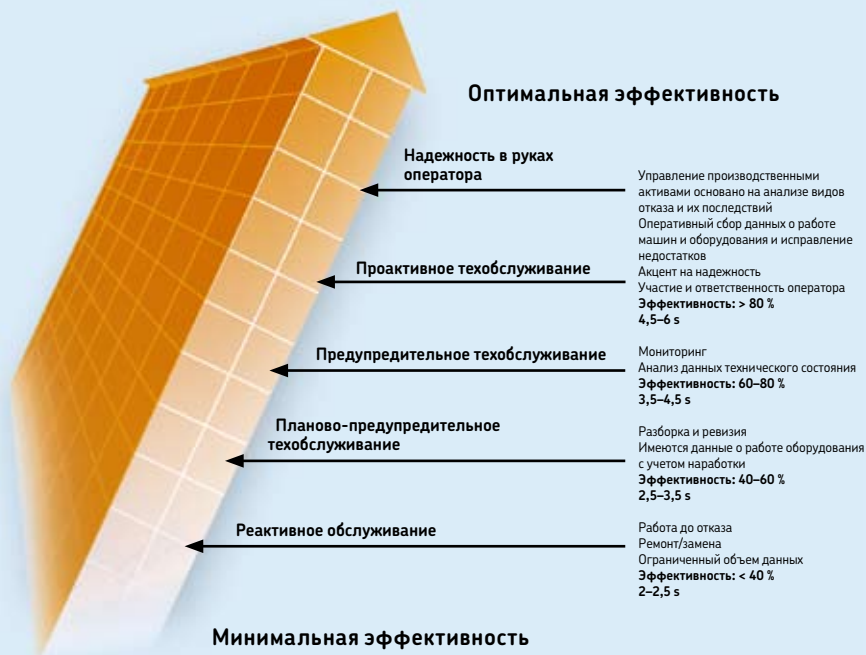 Оптимальная эффективность
Надежность в руках
оператора
Управление производственными
активами основано на анализе видов
отказа и их последствий
Оперативный сбор данных о работе
машин и оборудования и исправление
недостатков
Проактивное техобслуживание
Акцент на надежность
Участие и ответственность оператора
Эффективность: > 80 %
4,5–6 s
Предупредительное техобслуживание
Мониторинг
Анализ данных технического состояния
Эффективность: 60–80 %
3,5–4,5 s
Планово-предупредительное
техобслуживание
Разборка и ревизия
Имеются данные о работе оборудования
с учетом наработки
Эффективность: 40–60 %
2,5–3,5 s
Реактивное обслуживание
Работа до отказа
Ремонт/замена
Ограниченный объем данных
Эффективность: < 40 %
2–2,5 s
Минимальная эффективность